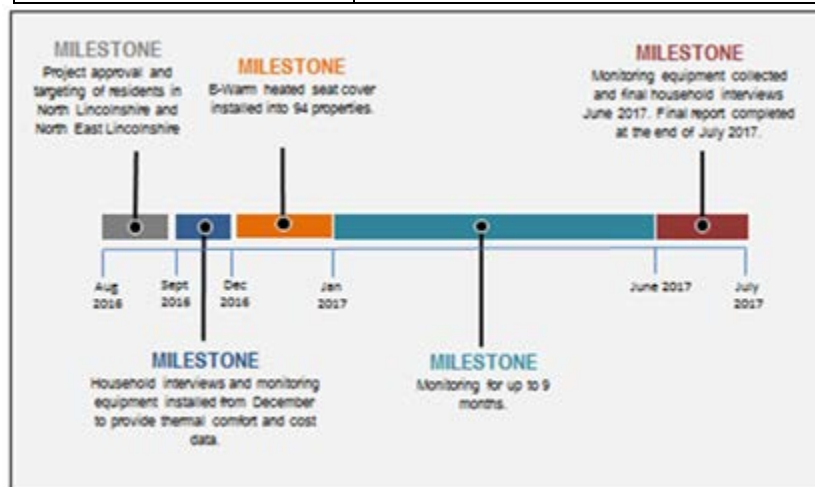 MILESTONE
Project approval and
targeting of residents in
North Lincolnshire and
North East Lincolnshire
MILESTONE
B-Warm heated seat cover
installed into 94 properties.
MILESTONE
Monitoring equipment collected
and final household interviews
June 2017. Final report completed
at the end of July 2017.
Aug
2016
Sept
2016
Dec
2016
Jan
2017
June 2017
July
2017
MILESTONE
Household interviews and monitoring
equipment installed from December
to provide thermal comfort and cost
data.
MILESTONE
Monitoring for up to 9
months.